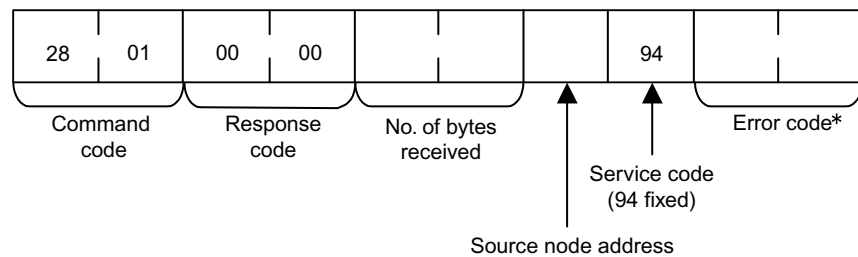 28 01 00 00 94
Command code
Response code
No. of bytes received
Error code*
Service code
(94 fixed)
Source node address